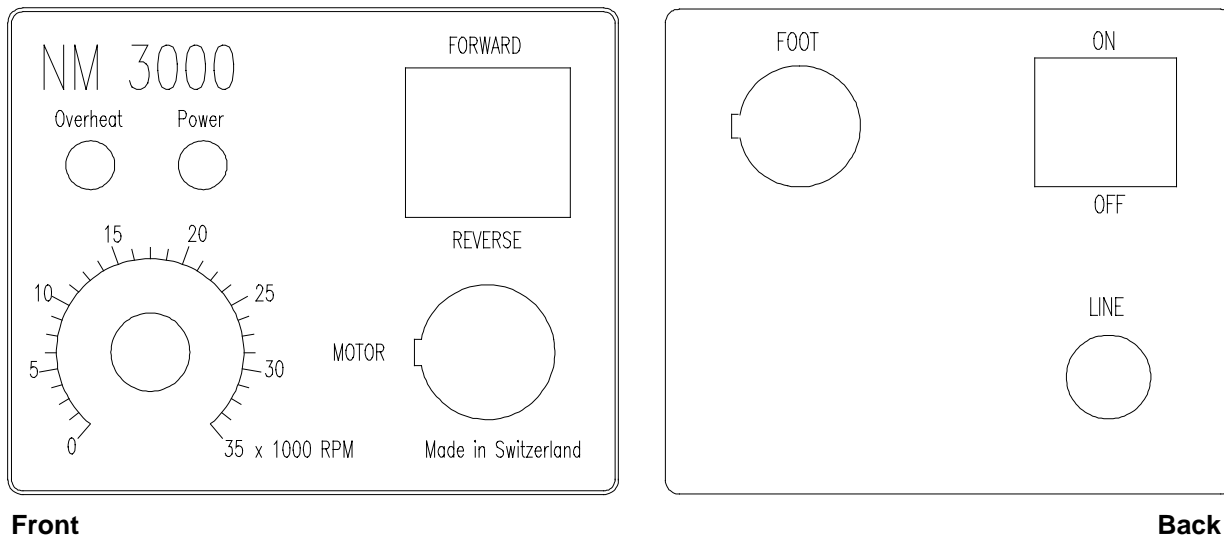 NM 3000
Overheat Power
FORWARD
REVERSE
0
5
10
15
20
25
30
35 x 1000 RPM
MOTOR
Made in Switzerland
FOOT
ON
OFF
LINE
Front
Back